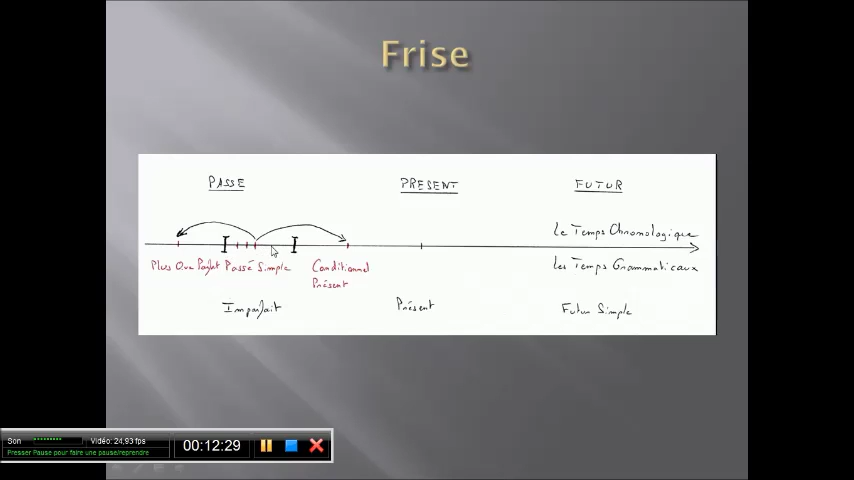 Frise
PASSE PRESENT FUTUR
Le Temps Chronologique
I I
Plus Que Parfait Passé Simple Conditionnel Présent Les Temps Grammaticaux
Imparfait Présent Futur Simple
Son Vidéo: 24,93 fps
Presser Pause pour faire une pause/reprendre
00:12:29